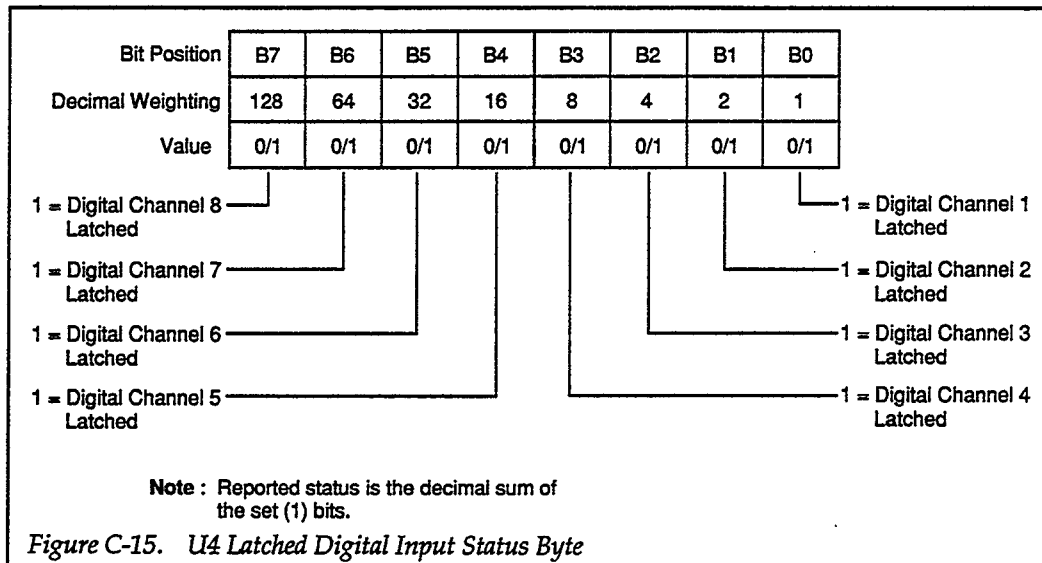 Bit Position B7 B6 B5 B4 B3 B2 B1 B0
Decimal Weighting 128 64 32 16 8 4 2 1
Value 0/1 0/1 0/1 0/1 0/1 0/1 0/1 0/1
1 = Digital Channel 8
Latched
1 = Digital Channel 7
Latched
1 = Digital Channel 6
Latched
1 = Digital Channel 5
Latched
1 = Digital Channel 1
Latched
1 = Digital Channel 2
Latched
1 = Digital Channel 3
Latched
1 = Digital Channel 4
Latched
Note : Reported status is the decimal sum of
the set (1) bits.
Figure C-15. U4 Latched Digital Input Status Byte